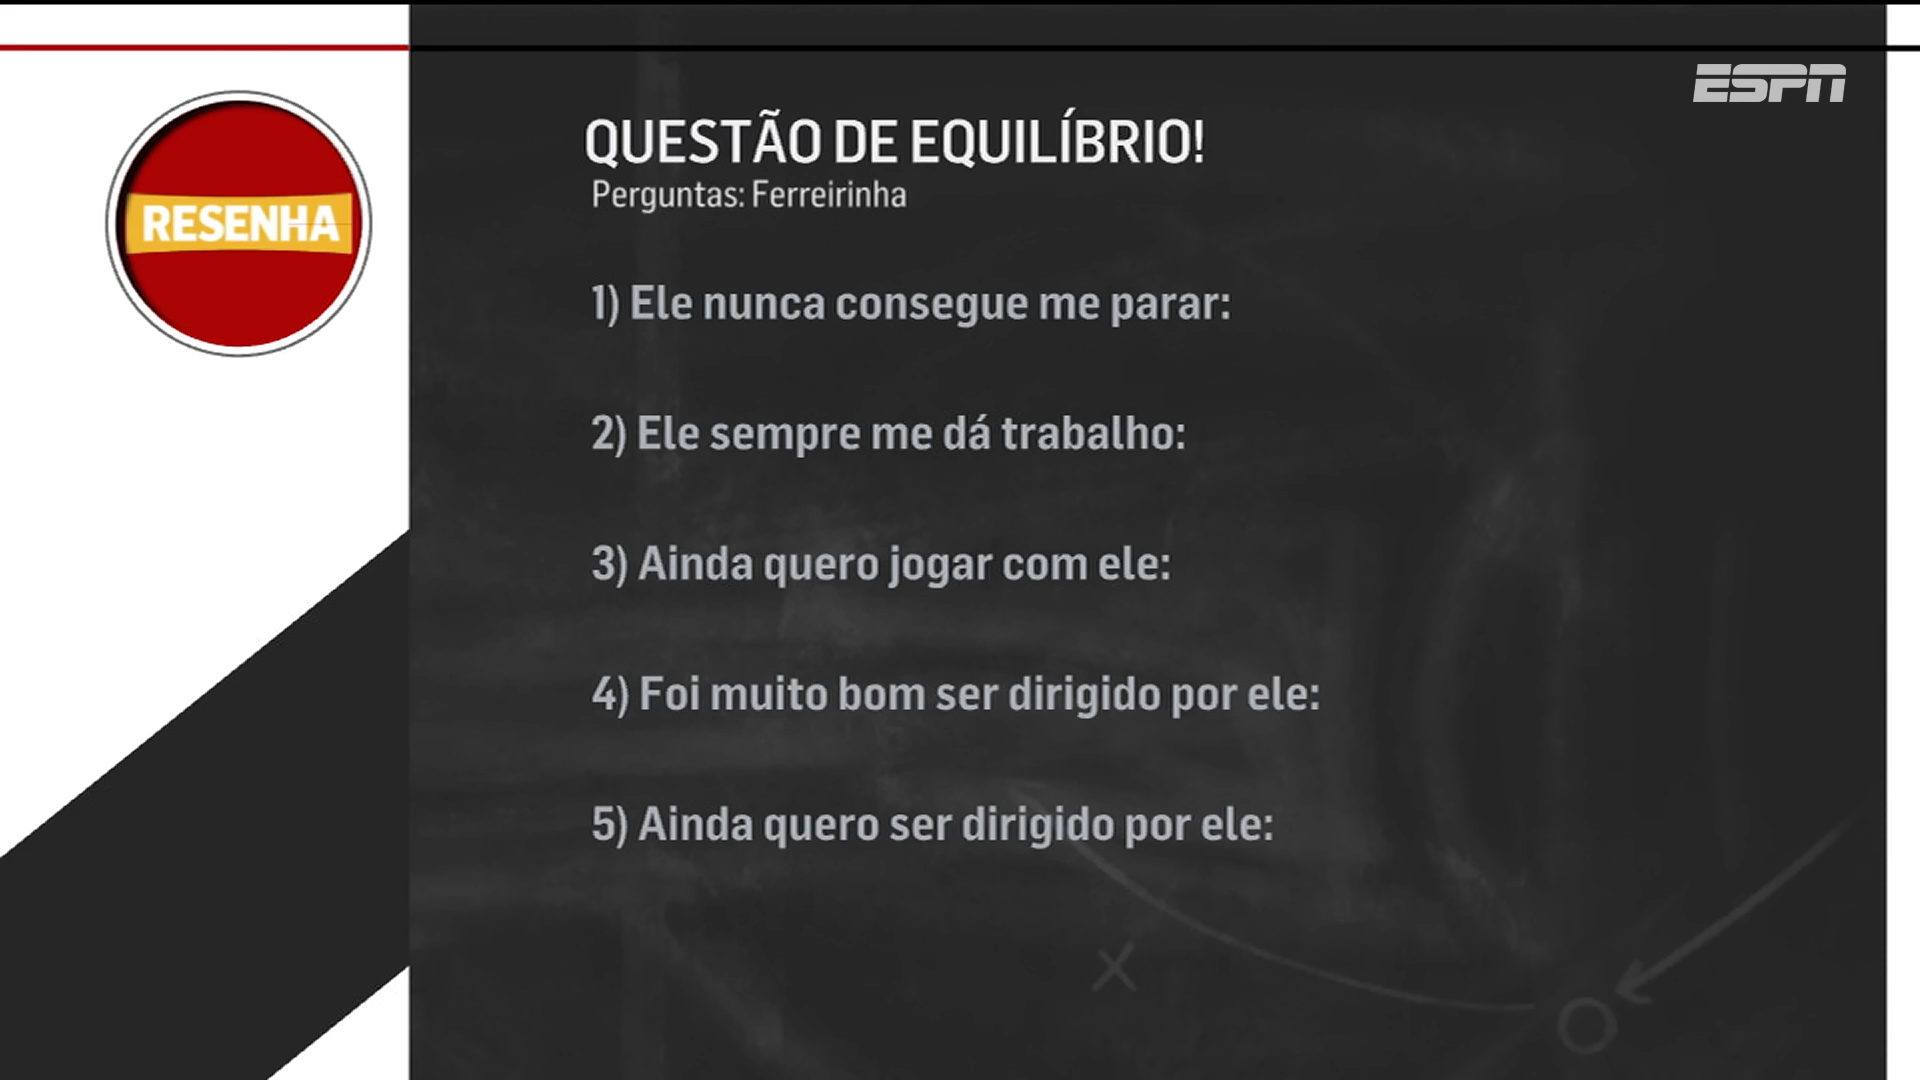 ESPN
RESENHA
QUESTÃO DE EQUILÍBRIO!
Perguntas: Ferreirinha
1) Ele nunca consegue me parar:
2) Ele sempre me dá trabalho:
3) Ainda quero jogar com ele:
4) Foi muito bom ser dirigido por ele:
5) Ainda quero ser dirigido por ele: